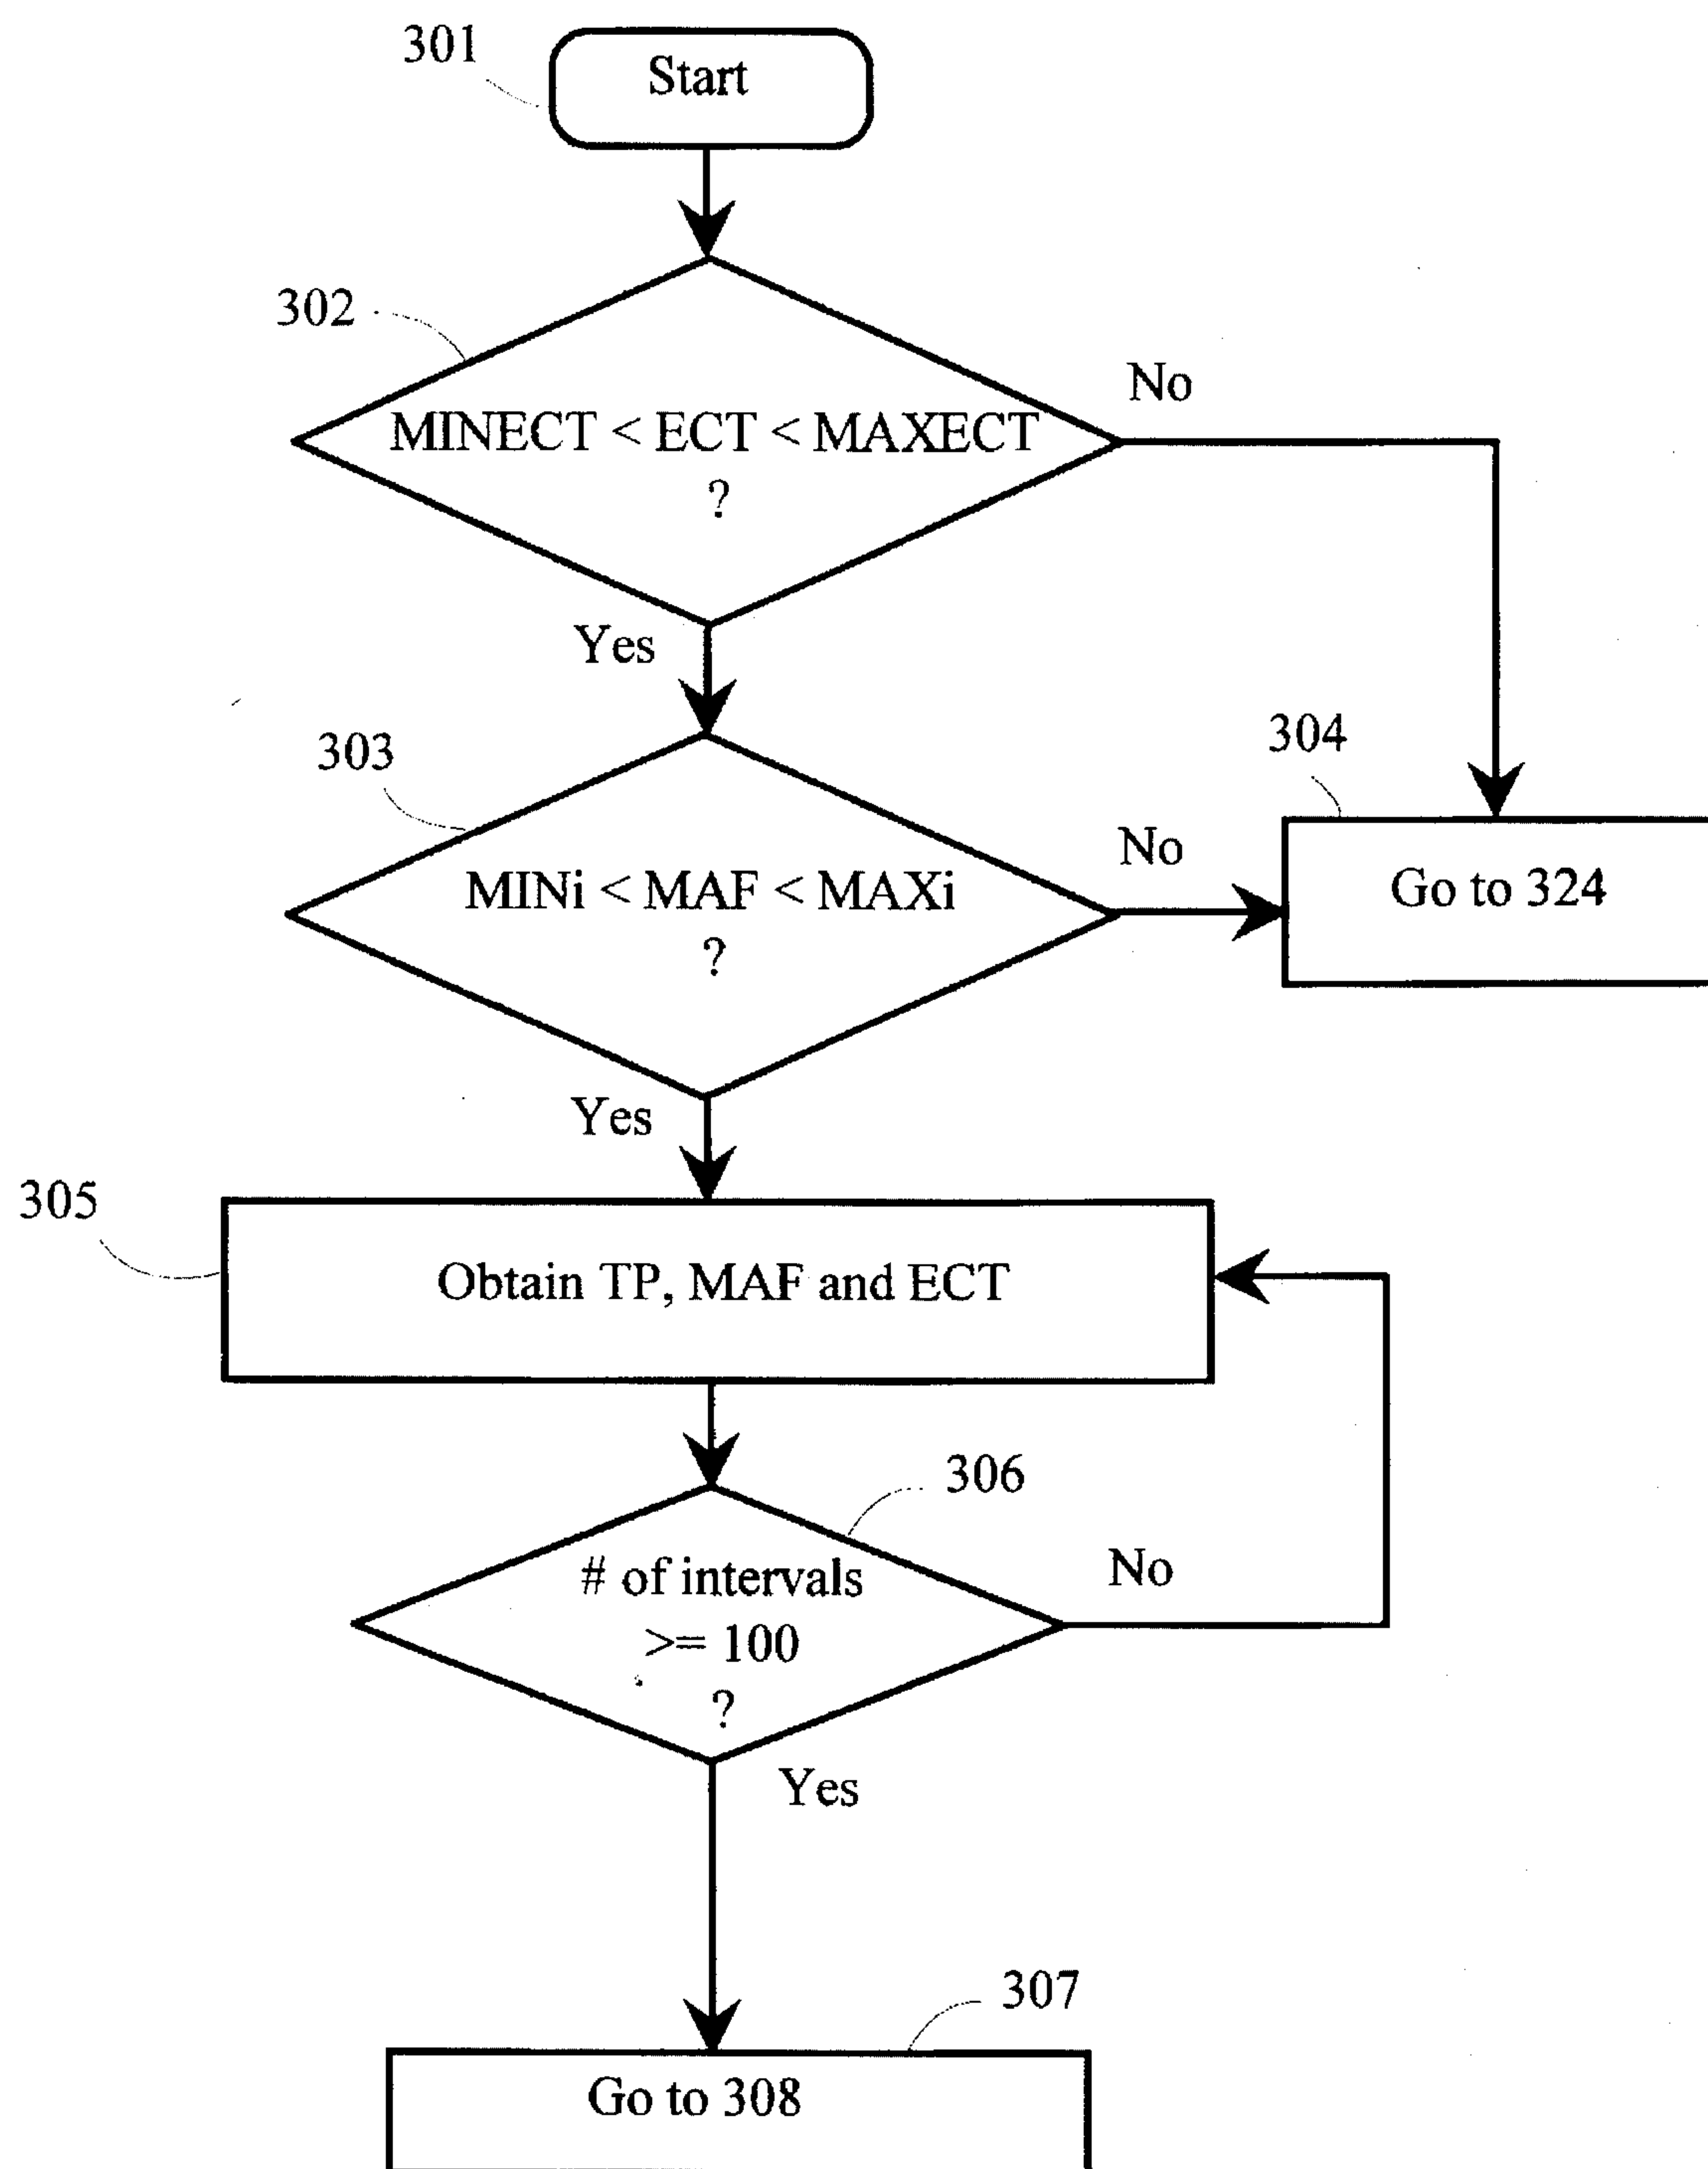 301
Start
302
No
MINECT < ECT < MAXECT
?
Yes
303
304
No
MINi < MAF < MAXi
?
Go to 324
Yes
305
Obtain TP, MAF and ECT
306
No
# of intervals
>= 100
?
Yes
307
Go to 308